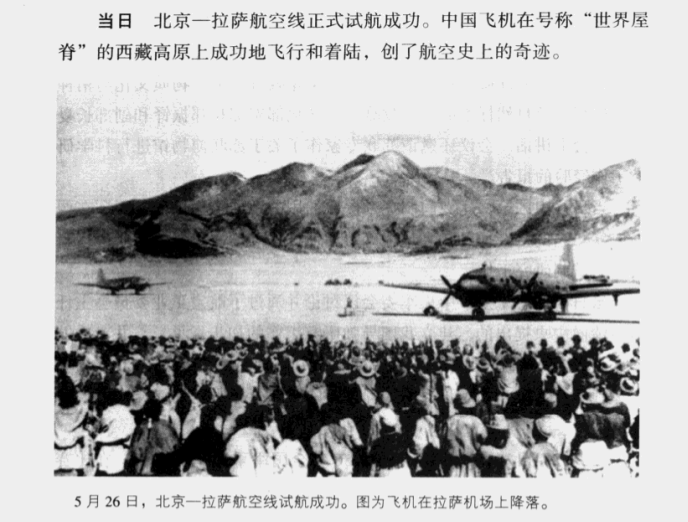 当日 北京—拉萨航空线正式试航成功。中国飞机在号称“世界屋
脊”的西藏高原上成功地飞行和着陆，创了航空史上的奇迹。
5月26日，北京—拉萨航空线试航成功。图为飞机在拉萨机场上降落。